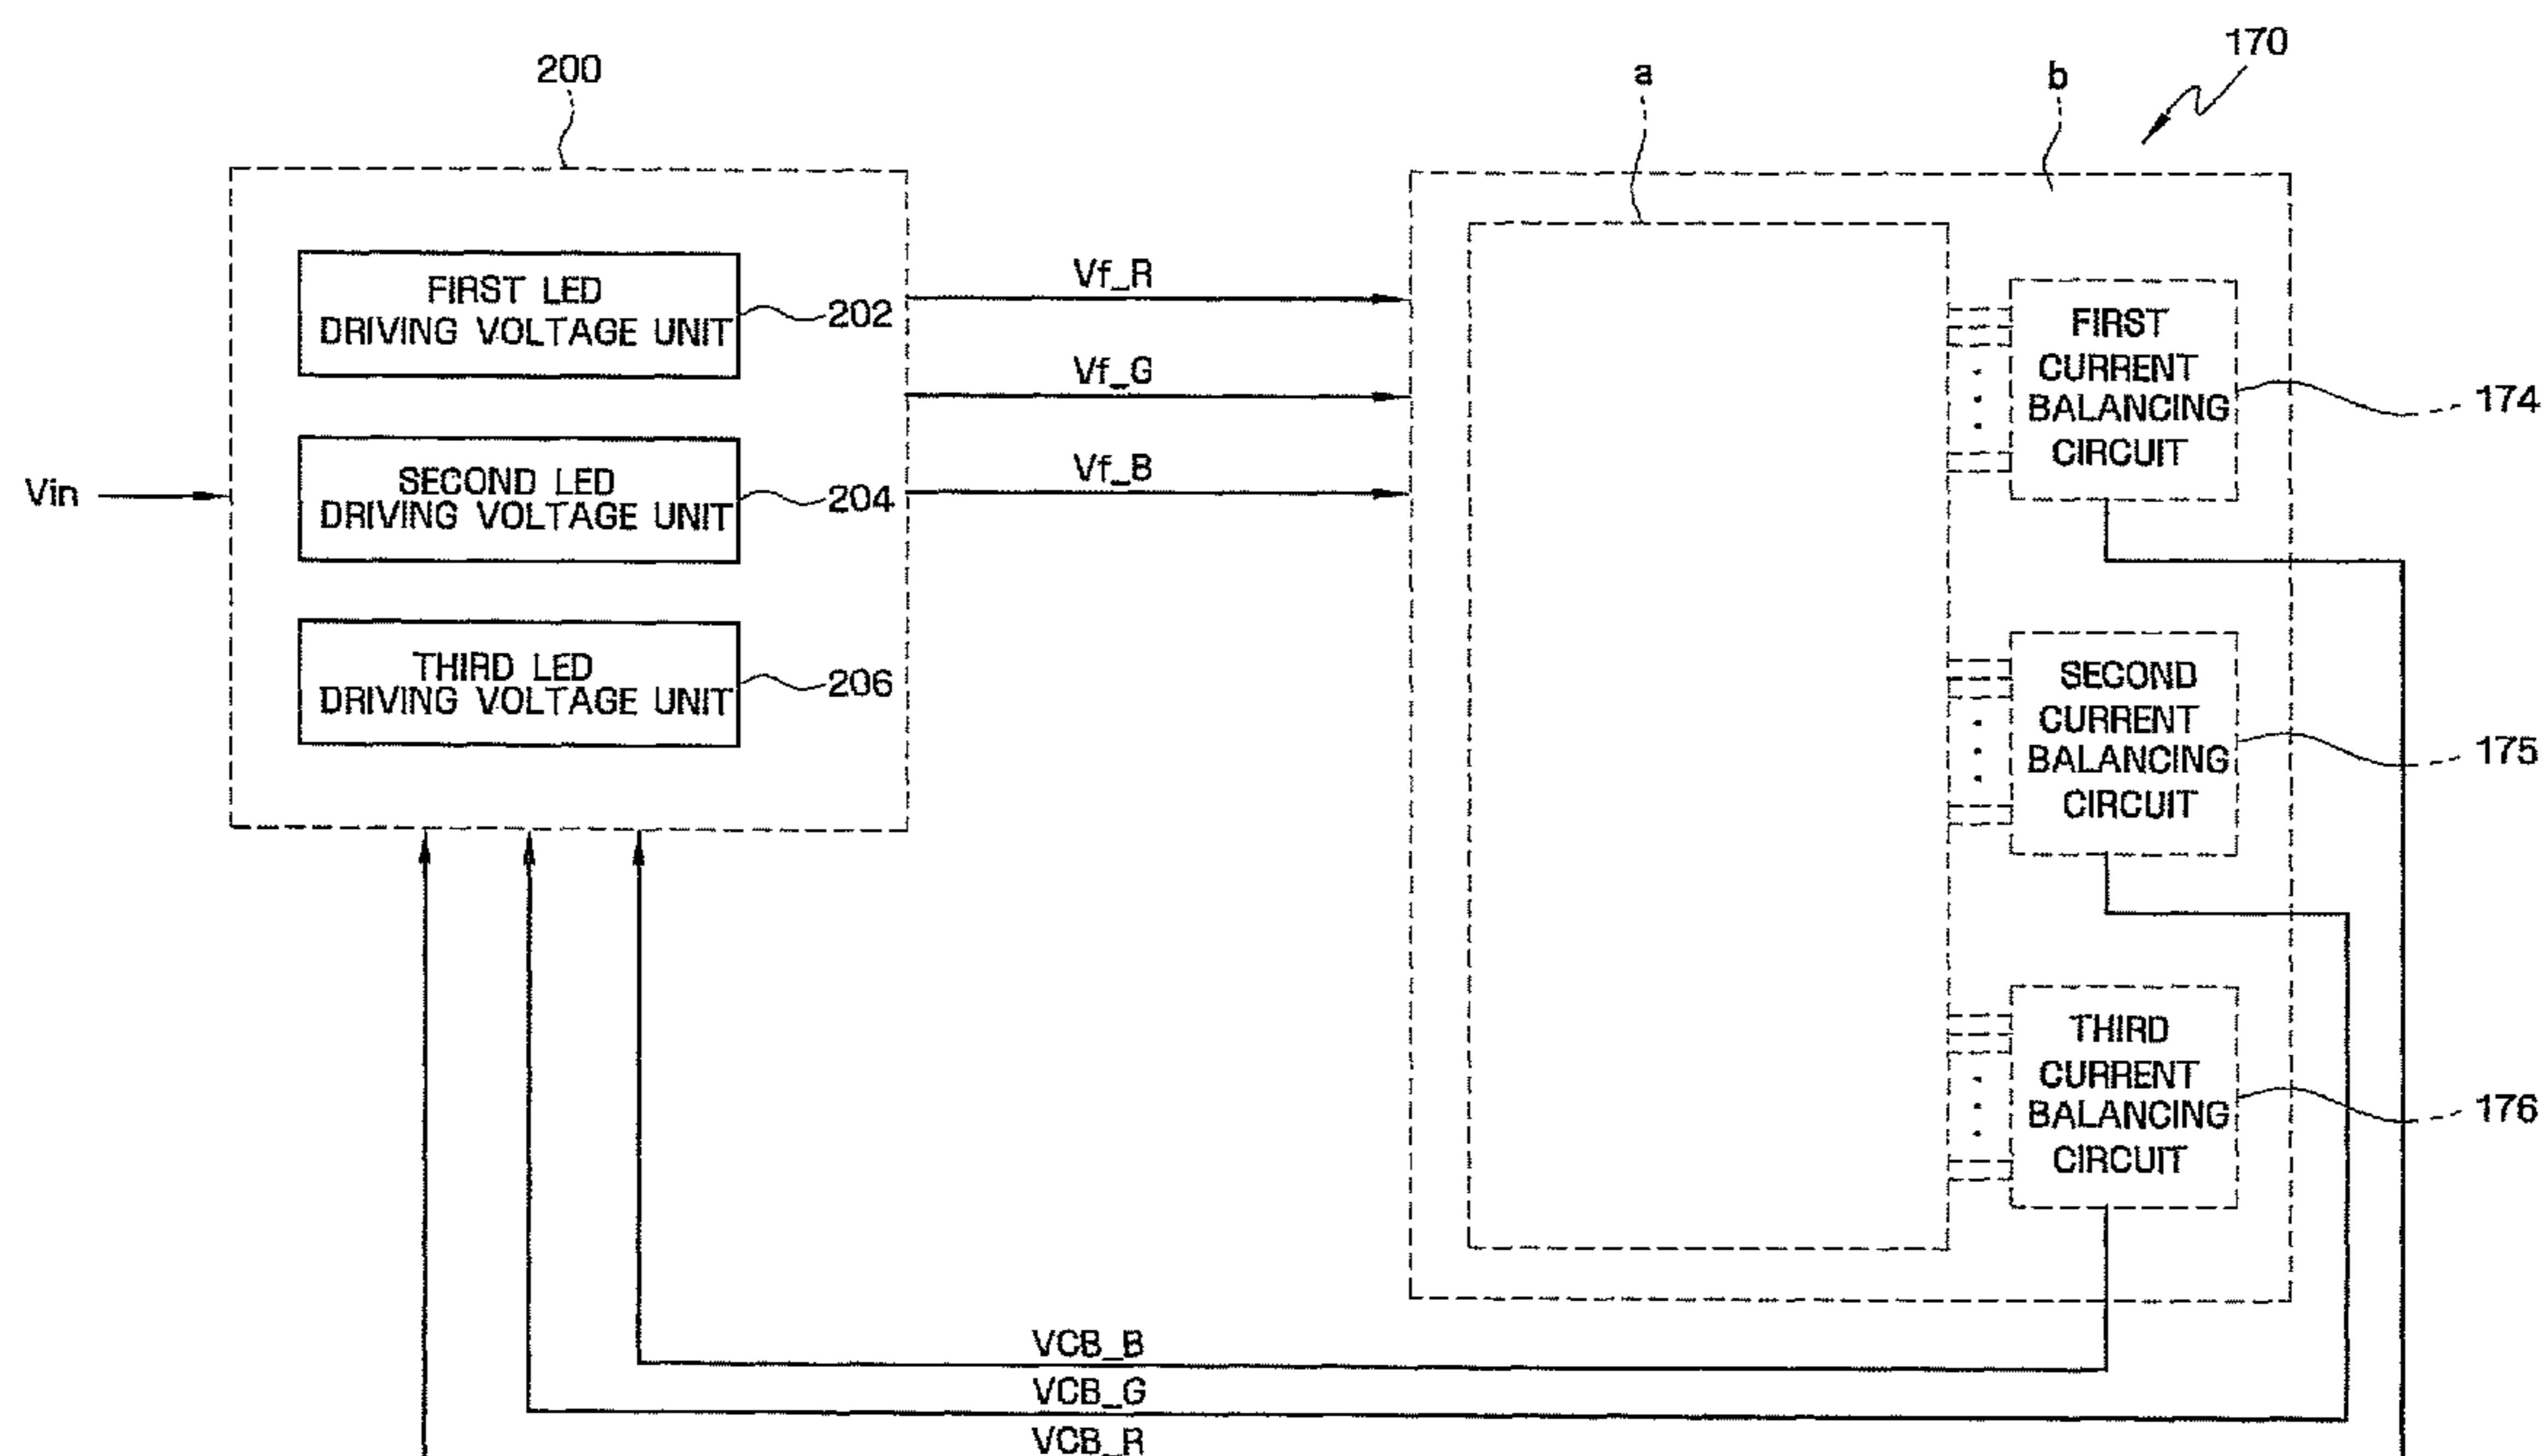 170
200
a
b
FIRST LED
DRIVING VOLTAGE UNIT
202
Vf_R
FIRST
CURRENT
BALANCING
CIRCUIT
174
Vf_G
Vin
SECOND LED
DRIVING VOLTAGE UNIT
204
Vf_B
THIRD LED
DRIVING VOLTAGE UNIT
206
SECOND
CURRENT
BALANCING
CIRCUIT
175
THIRD
CURRENT
BALANCING
CIRCUIT
176
VCB_B
VCB_G
VCB_R